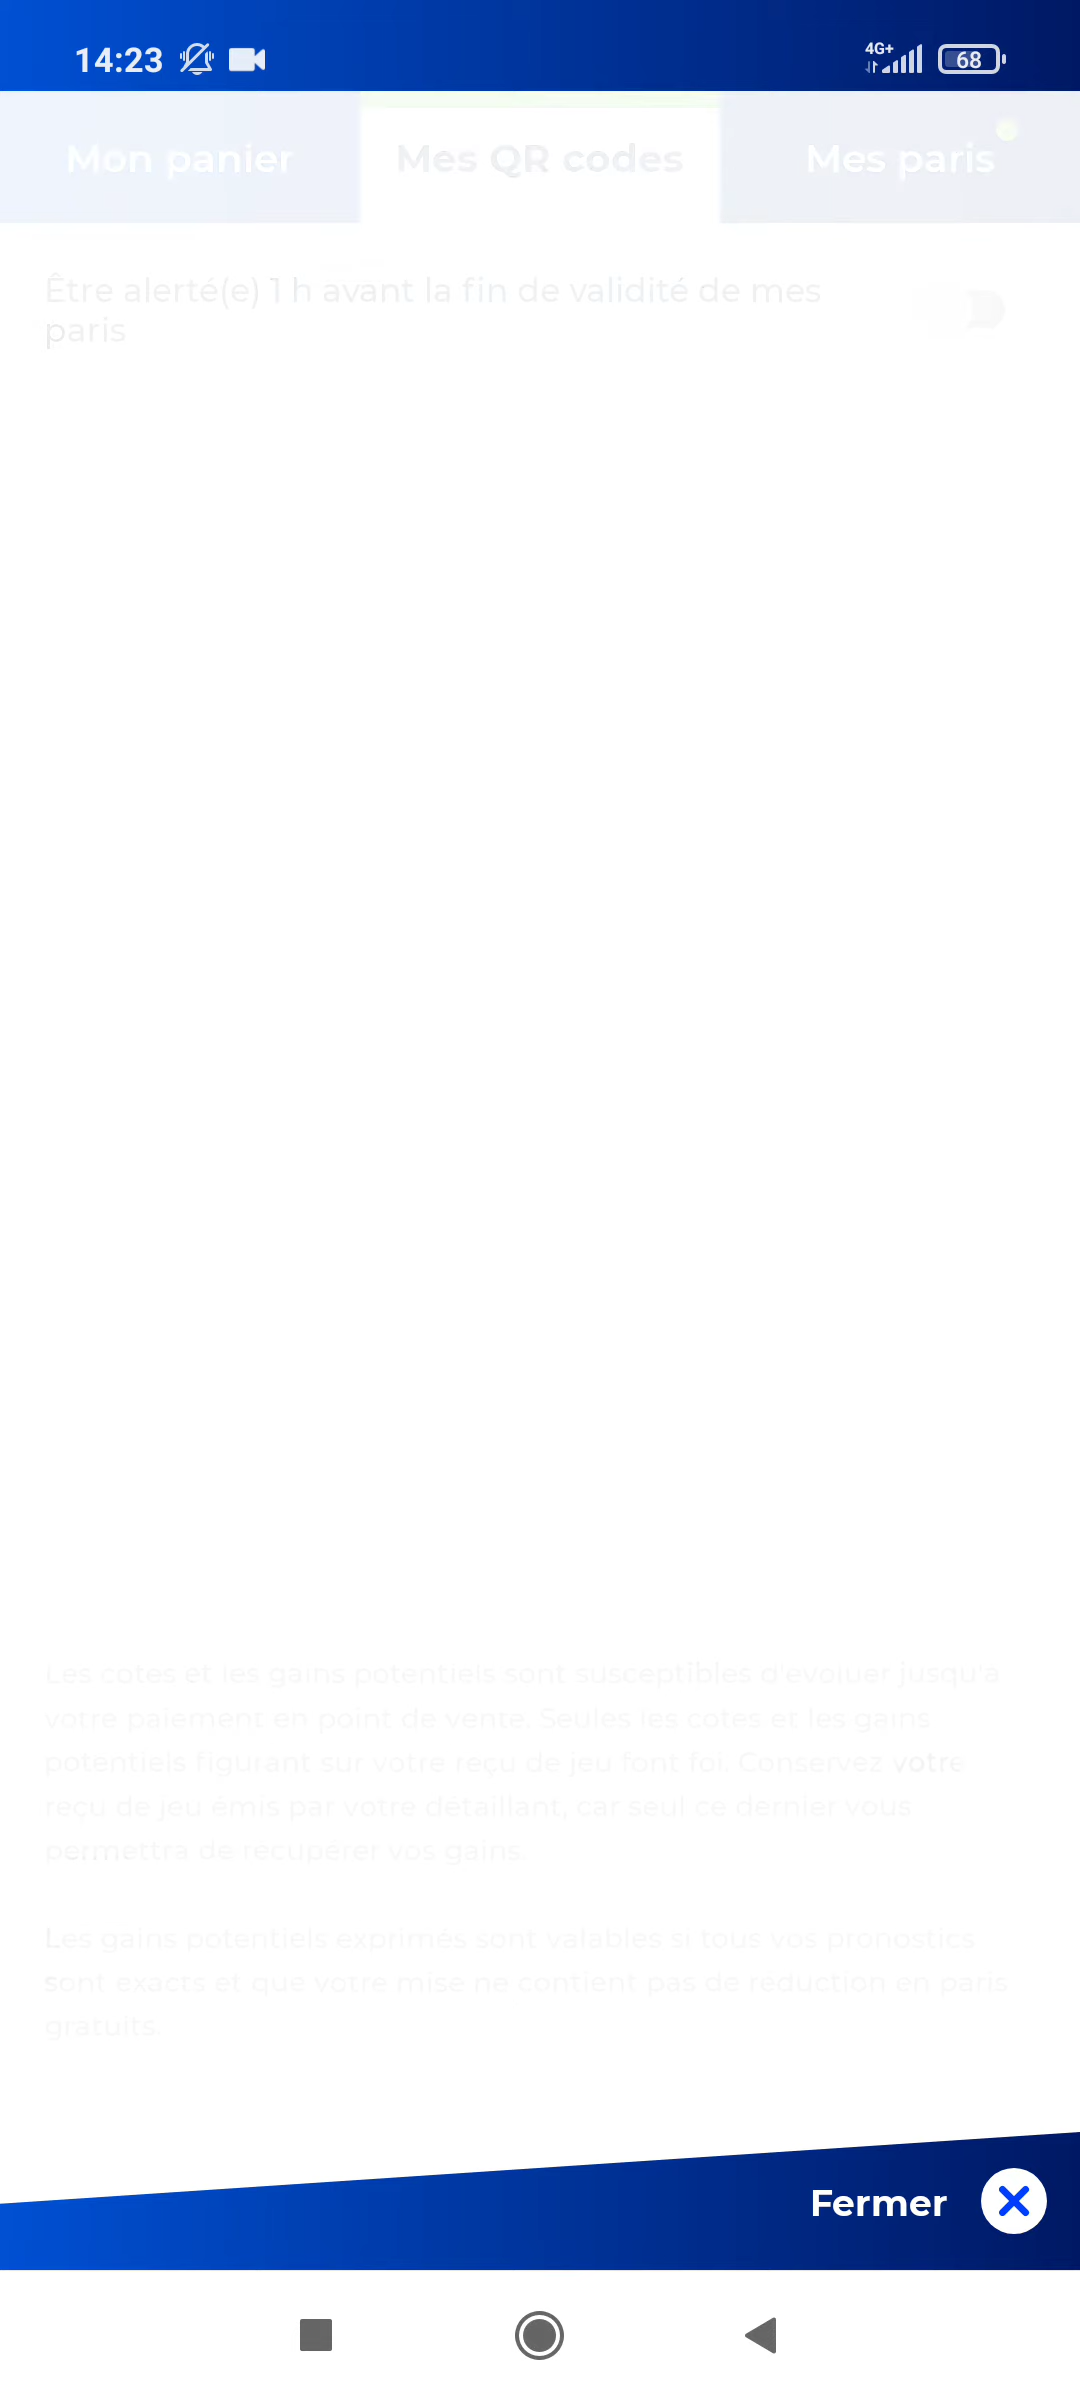 14:23
4G+
68
Mon panier
Mes QR codes
Mes paris
Être alerté(e) 1 h avant la fin de validité de mes
paris
Les cotes et les gains potentiels sont susceptibles d'évoluer jusqu'à
votre paiement en point de vente. Seules les cotes et les gains
potentiels figurant sur votre reçu de jeu font foi. Conservez votre
reçu de jeu émis par votre détaillant, car seul ce dernier vous
permettra de récupérer vos gains.
Les gains potentiels exprimés sont valables si tous vos pronostics
sont exacts et que votre mise ne contient pas de réduction en paris
gratuits.
Fermer